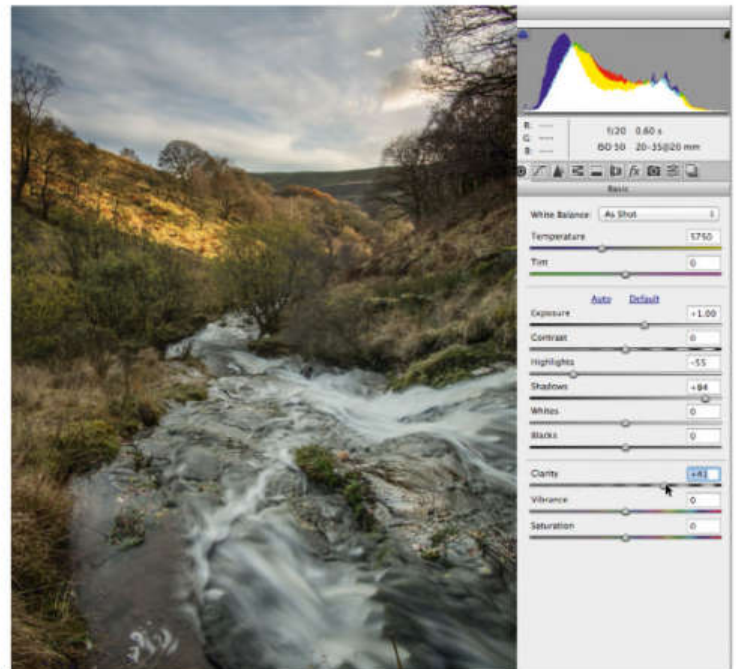 R: ----
G: ----
B: ----
f/20 0.60 s
ISO 50 20-35@20 mm
fx
Basic
White Balance: As Shot
Temperature 5750
Tint 0
Auto Default
Exposure +1.00
Contrast 0
Highlights -55
Shadows +84
Whites 0
Blacks 0
Clarity +41
Vibrance 0
Saturation 0